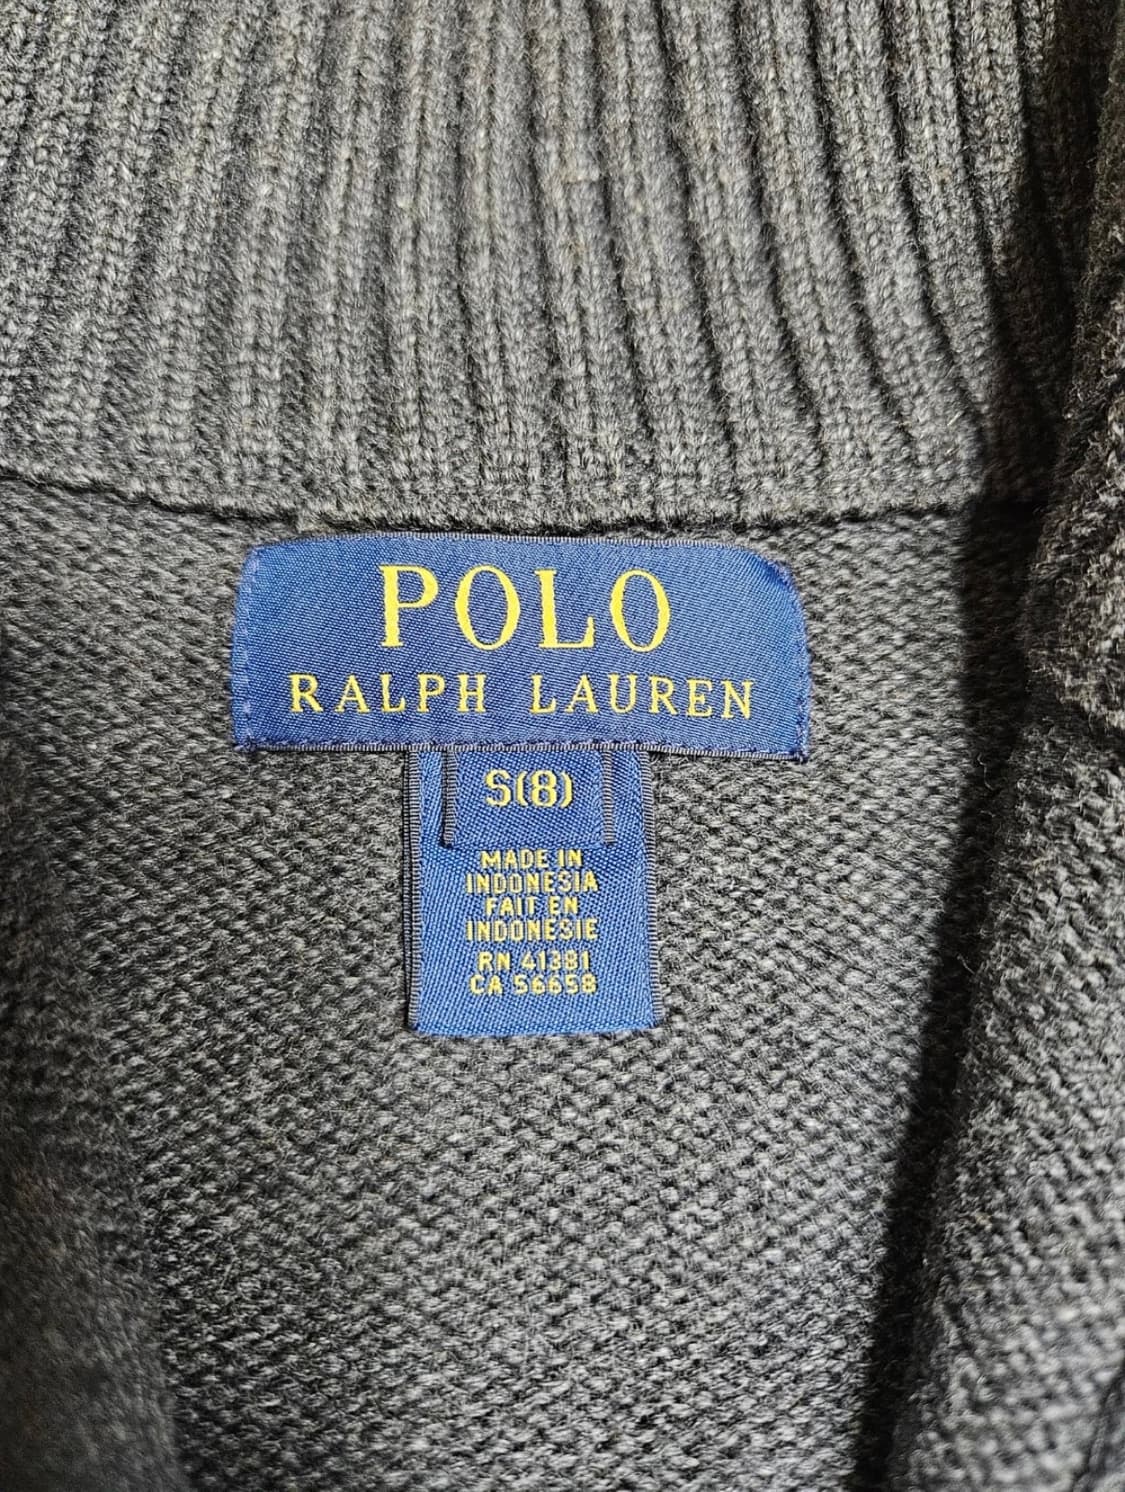 POLO
RALPH LAUREN
S(8)
MADE IN
INDONESIA
FAIT EN
INDONESIE
RN 41381
CA 56658